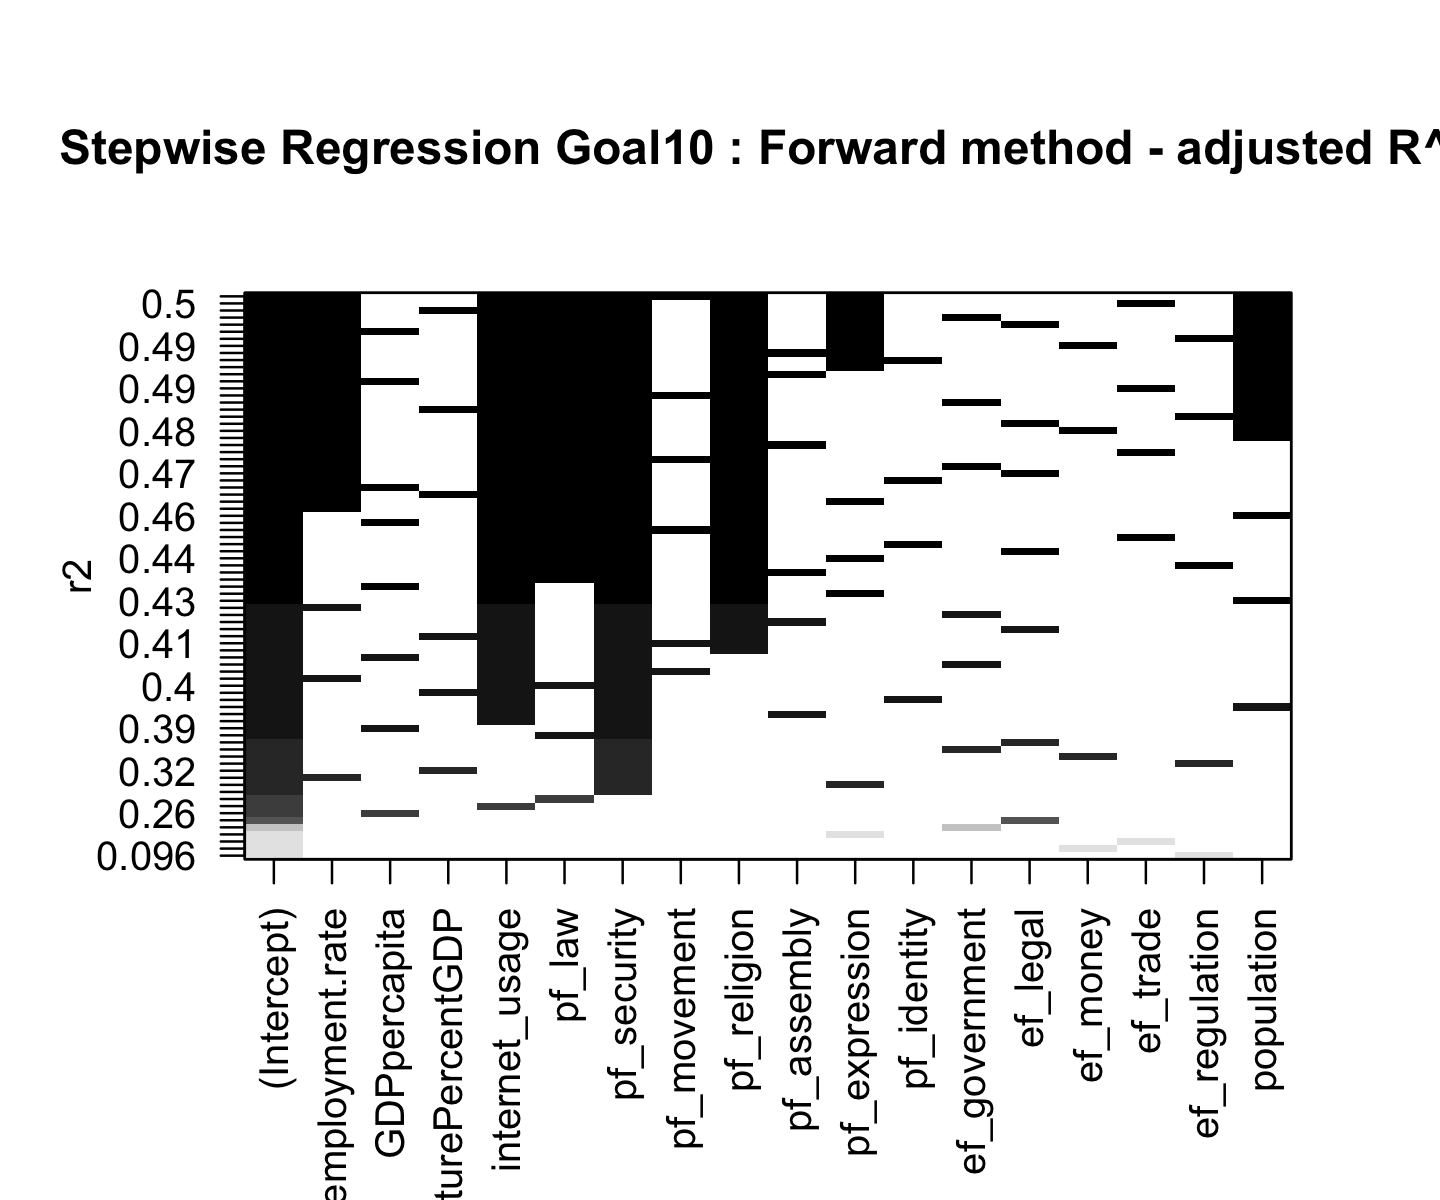 Stepwise Regression Goal10 : Forward method - adjusted R^
0.5
0.49
0.49
0.48
0.47
0.46
0.44
0.43
0.41
0.4
0.39
0.32
0.26
0.096
r2
(Intercept)
employment.rate
GDPpercapita
turePercentGDP
internet_usage
pf_law
pf_security
pf_movement
pf_religion
pf_assembly
pf_expression
pf_identity
ef_government
ef_legal
ef_money
ef_trade
ef_regulation
population